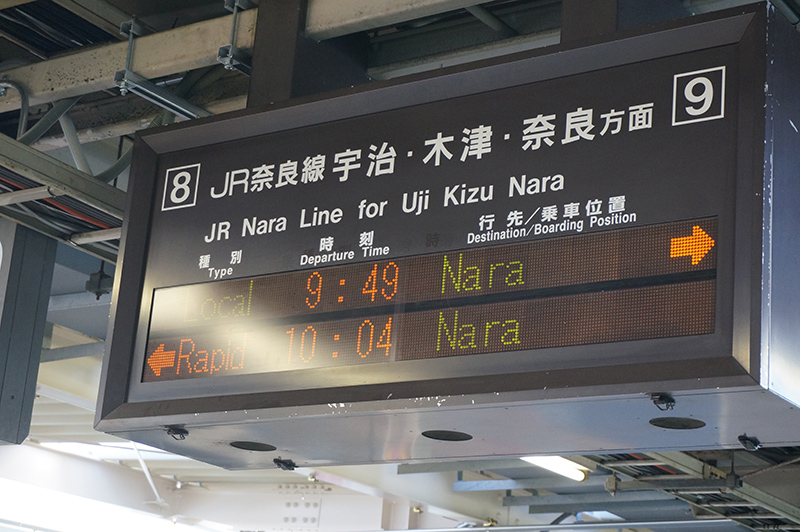 8 JR奈良線 宇治・木津・奈良方面 9
JR Nara Line for Uji Kizu Nara
種別 時刻 行先／乗車位置
Type Departure Time Destination/Boarding Position
Local 9:49 Nara →
← Rapid 10:04 Nara